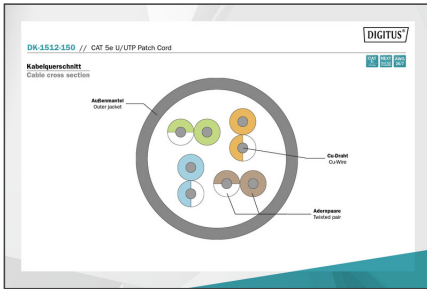 DIGITUS®
DK-1512-150 // CAT 5e U/UTP Patch Cord
Kabelquerschnitt
Cable cross section
Außenmantel
Outer jacket
Cu-Draht
Cu-Wire
Adernpaare
Twisted pair